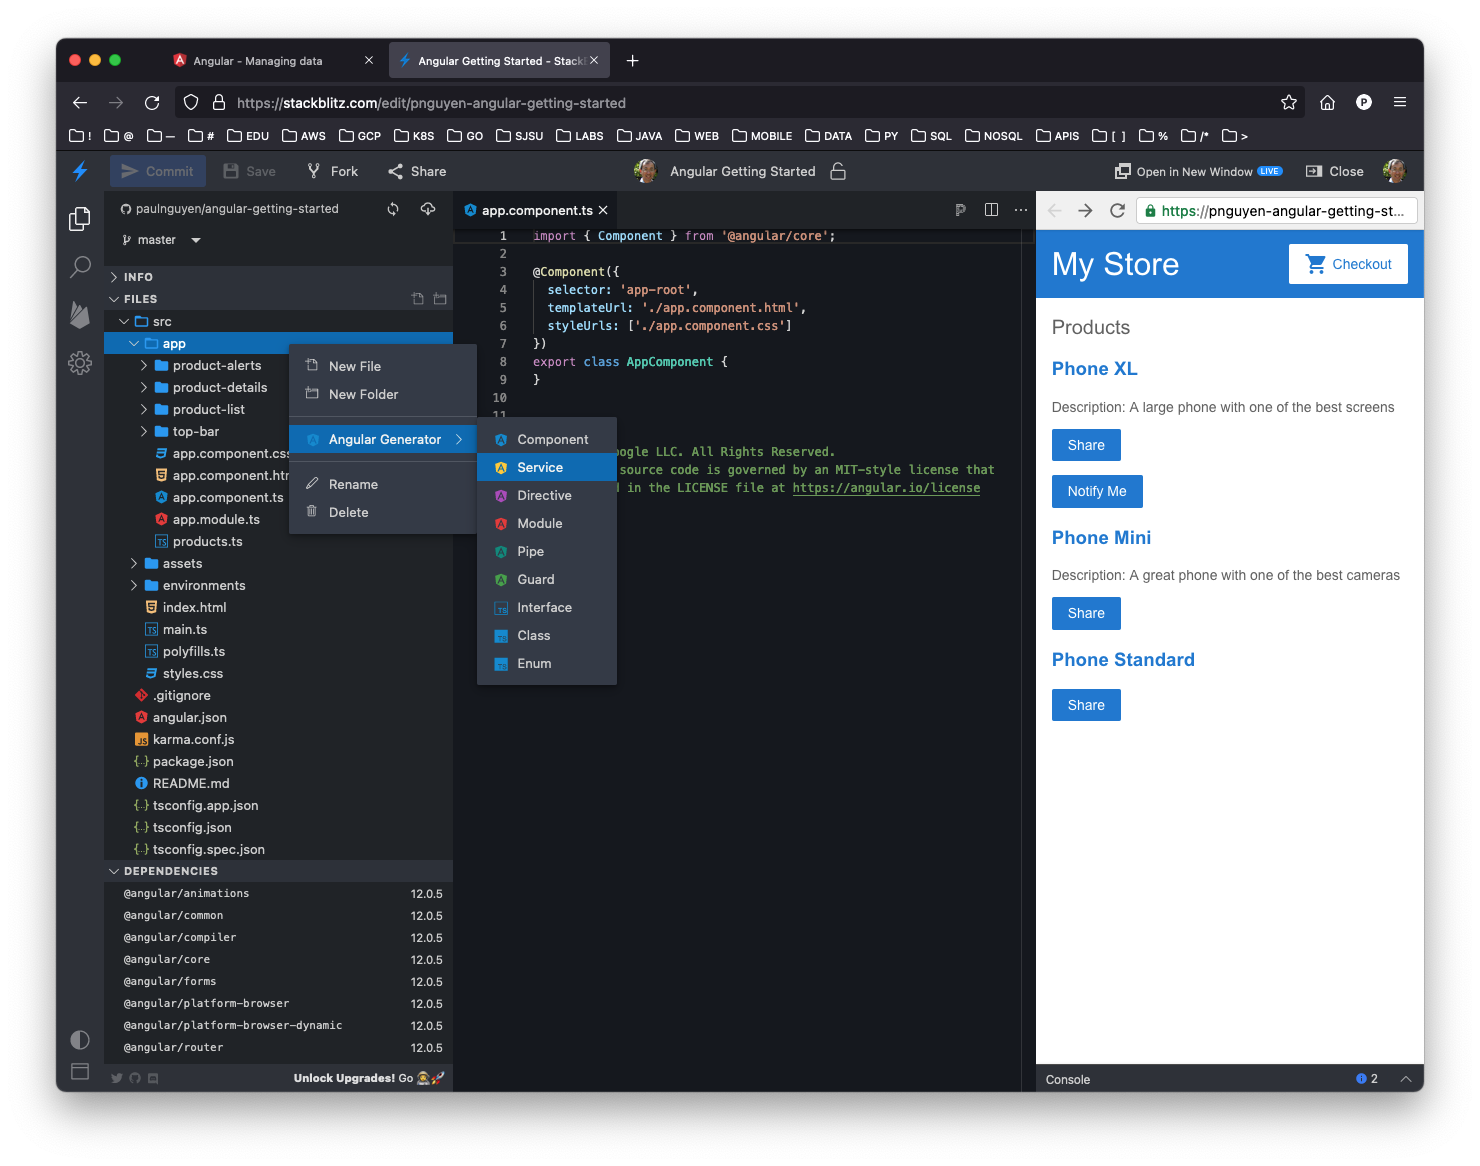 Angular - Managing data
Angular Getting Started - StackB
https://stackblitz.com/edit/pnguyen-angular-getting-started
P
!
@
—
#
EDU
AWS
GCP
K8S
GO
SJSU
LABS
JAVA
WEB
MOBILE
DATA
PY
SQL
NOSQL
APIS
[ ]
%
/*
>
Commit
Save
Fork
Share
Angular Getting Started
Open in New Window LIVE
Close
paulnguyen/angular-getting-started
master
INFO
FILES
src
app
product-alerts
product-details
product-list
top-bar
app.component.css
app.component.htm
app.component.ts
app.module.ts
products.ts
assets
environments
index.html
main.ts
polyfills.ts
styles.css
.gitignore
angular.json
karma.conf.js
package.json
README.md
tsconfig.app.json
tsconfig.json
tsconfig.spec.json
DEPENDENCIES
@angular/animations 12.0.5
@angular/common 12.0.5
@angular/compiler 12.0.5
@angular/core 12.0.5
@angular/forms 12.0.5
@angular/platform-browser 12.0.5
@angular/platform-browser-dynamic 12.0.5
@angular/router 12.0.5
Unlock Upgrades! Go
New File
New Folder
Angular Generator
Rename
Delete
Component
Service
Directive
Module
Pipe
Guard
Interface
Class
Enum
app.component.ts
1 import { Component } from '@angular/core';
2
3 @Component({
4 selector: 'app-root',
5 templateUrl: './app.component.html',
6 styleUrls: ['./app.component.css']
7 })
8 export class AppComponent {
9 }
10
11
ogle LLC. All Rights Reserved.
source code is governed by an MIT-style license that
in the LICENSE file at https://angular.io/license
https://pnguyen-angular-getting-st...
My Store
Checkout
Products
Phone XL
Description: A large phone with one of the best screens
Share
Notify Me
Phone Mini
Description: A great phone with one of the best cameras
Share
Phone Standard
Share
Console
2